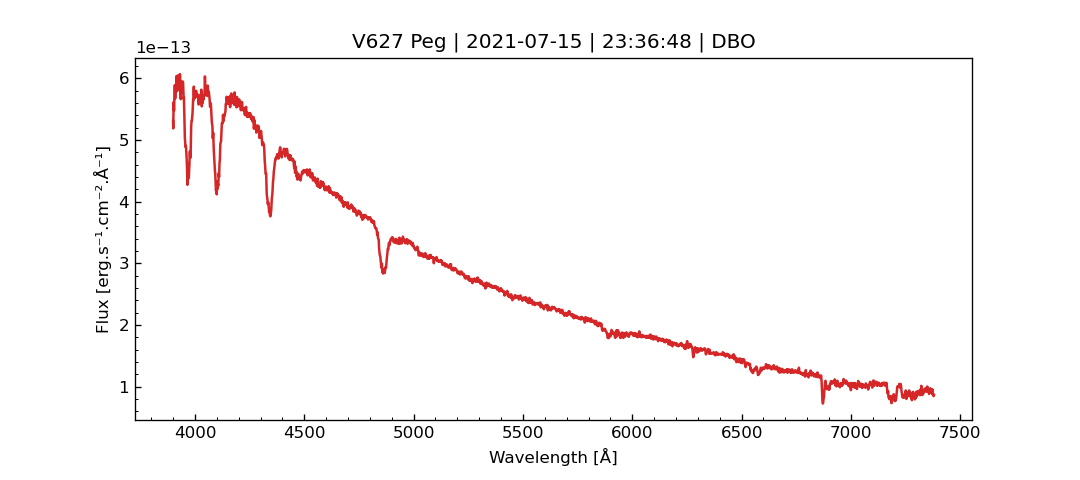 V627 Peg | 2021-07-15 | 23:36:48 | DBO
1e−13
6
5
4
3
2
1
Flux [erg.s⁻¹.cm⁻².Å⁻¹]
4000 4500 5000 5500 6000 6500 7000 7500
Wavelength [Å]